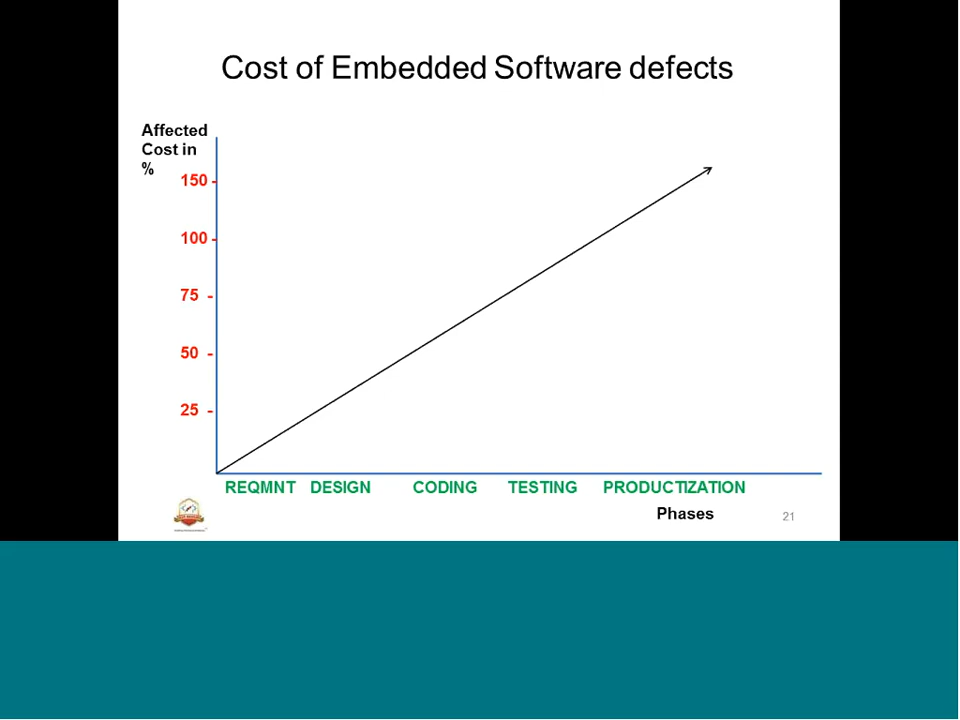 Cost of Embedded Software defects
Affected
Cost in
%
150 -
100 -
75 -
50 -
25 -
REQMNT DESIGN CODING TESTING PRODUCTIZATION
Phases
21